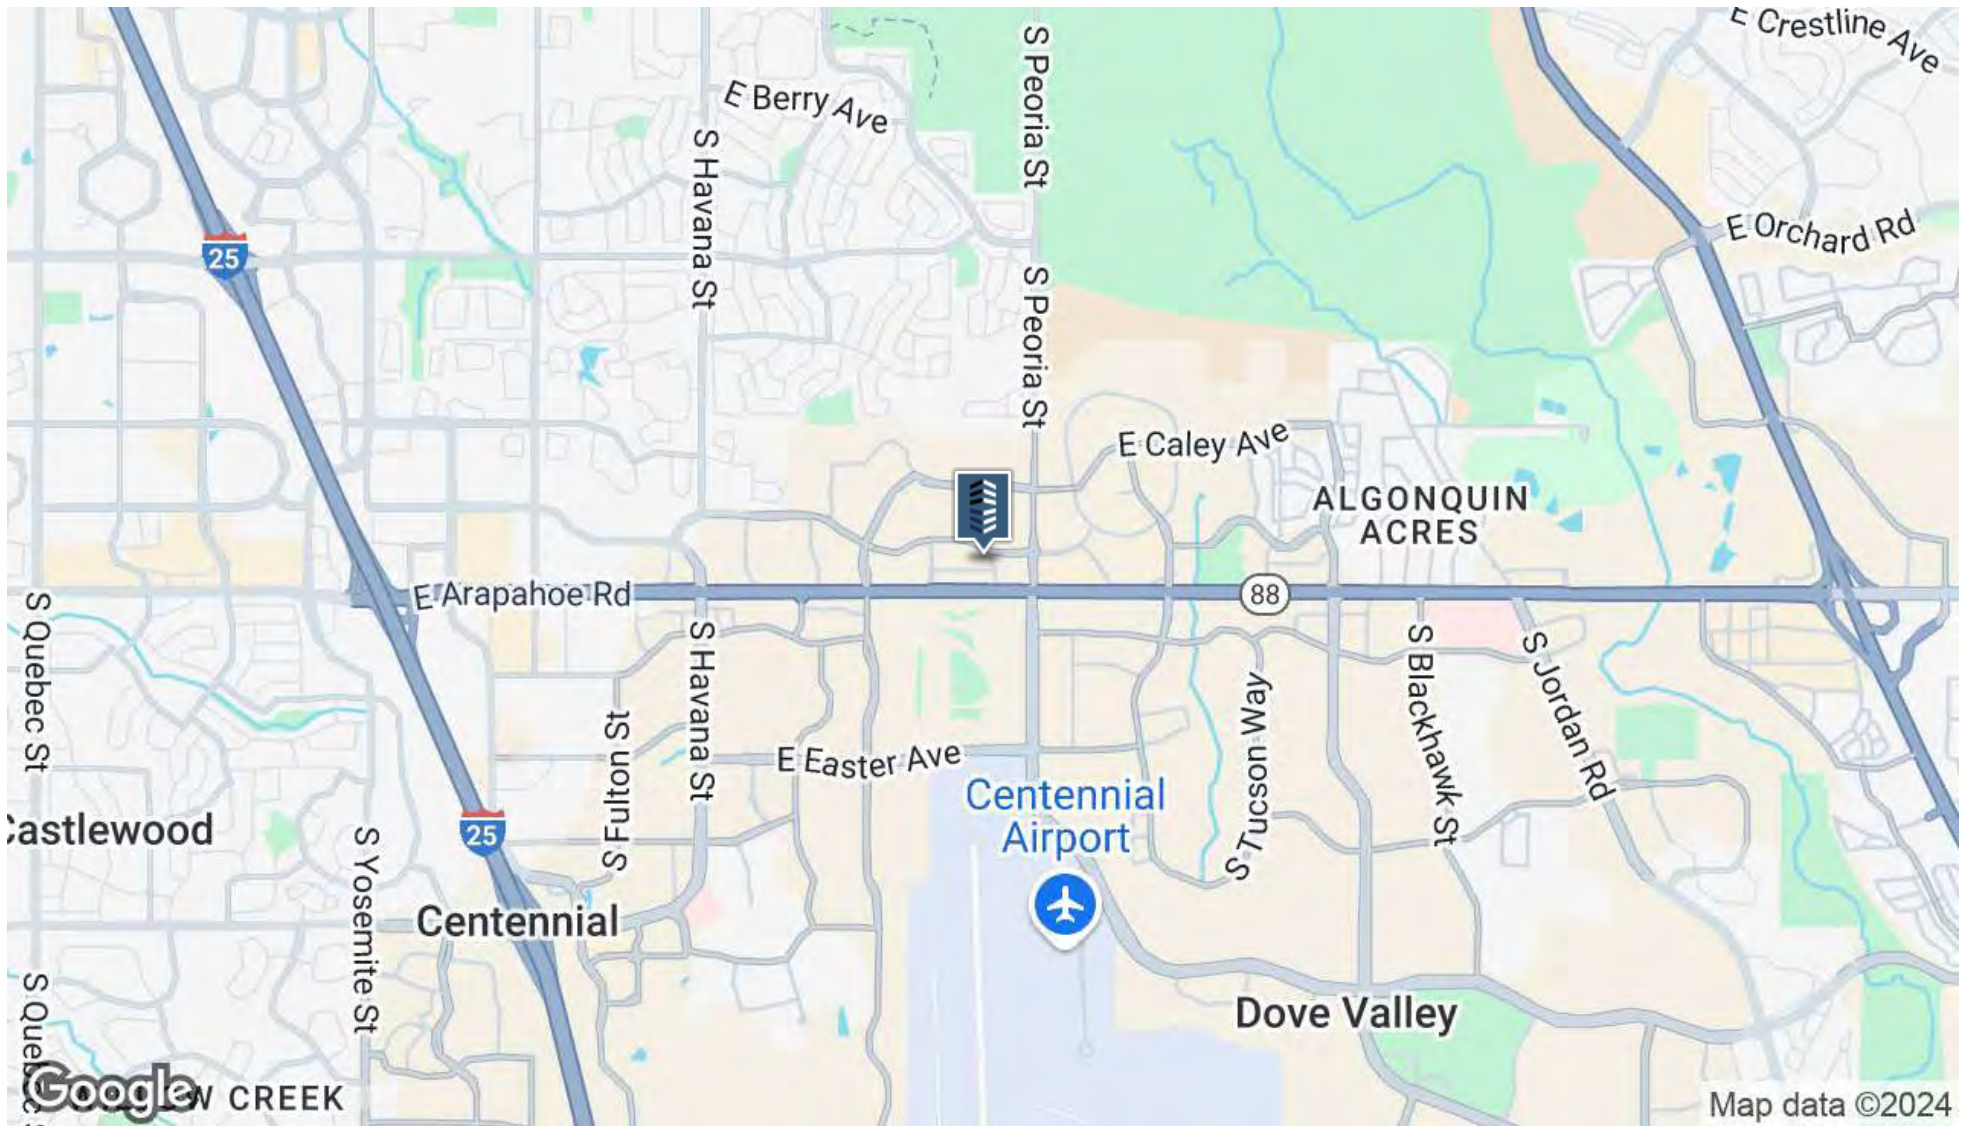 E Crestline Ave
S Peoria St
E Berry Ave
S Havana St
E Orchard Rd
25
S Peoria St
E Caley Ave
ALGONQUIN
ACRES
E Arapahoe Rd
88
S Quebec St
S Havana St
S Blackhawk St
S Jordan Rd
S Tucson Way
S Fulton St
E Easter Ave
Centennial
Airport
Castlewood
25
S Yosemite St
Centennial
Dove Valley
S Quebec
Google
W CREEK
Map data ©2024